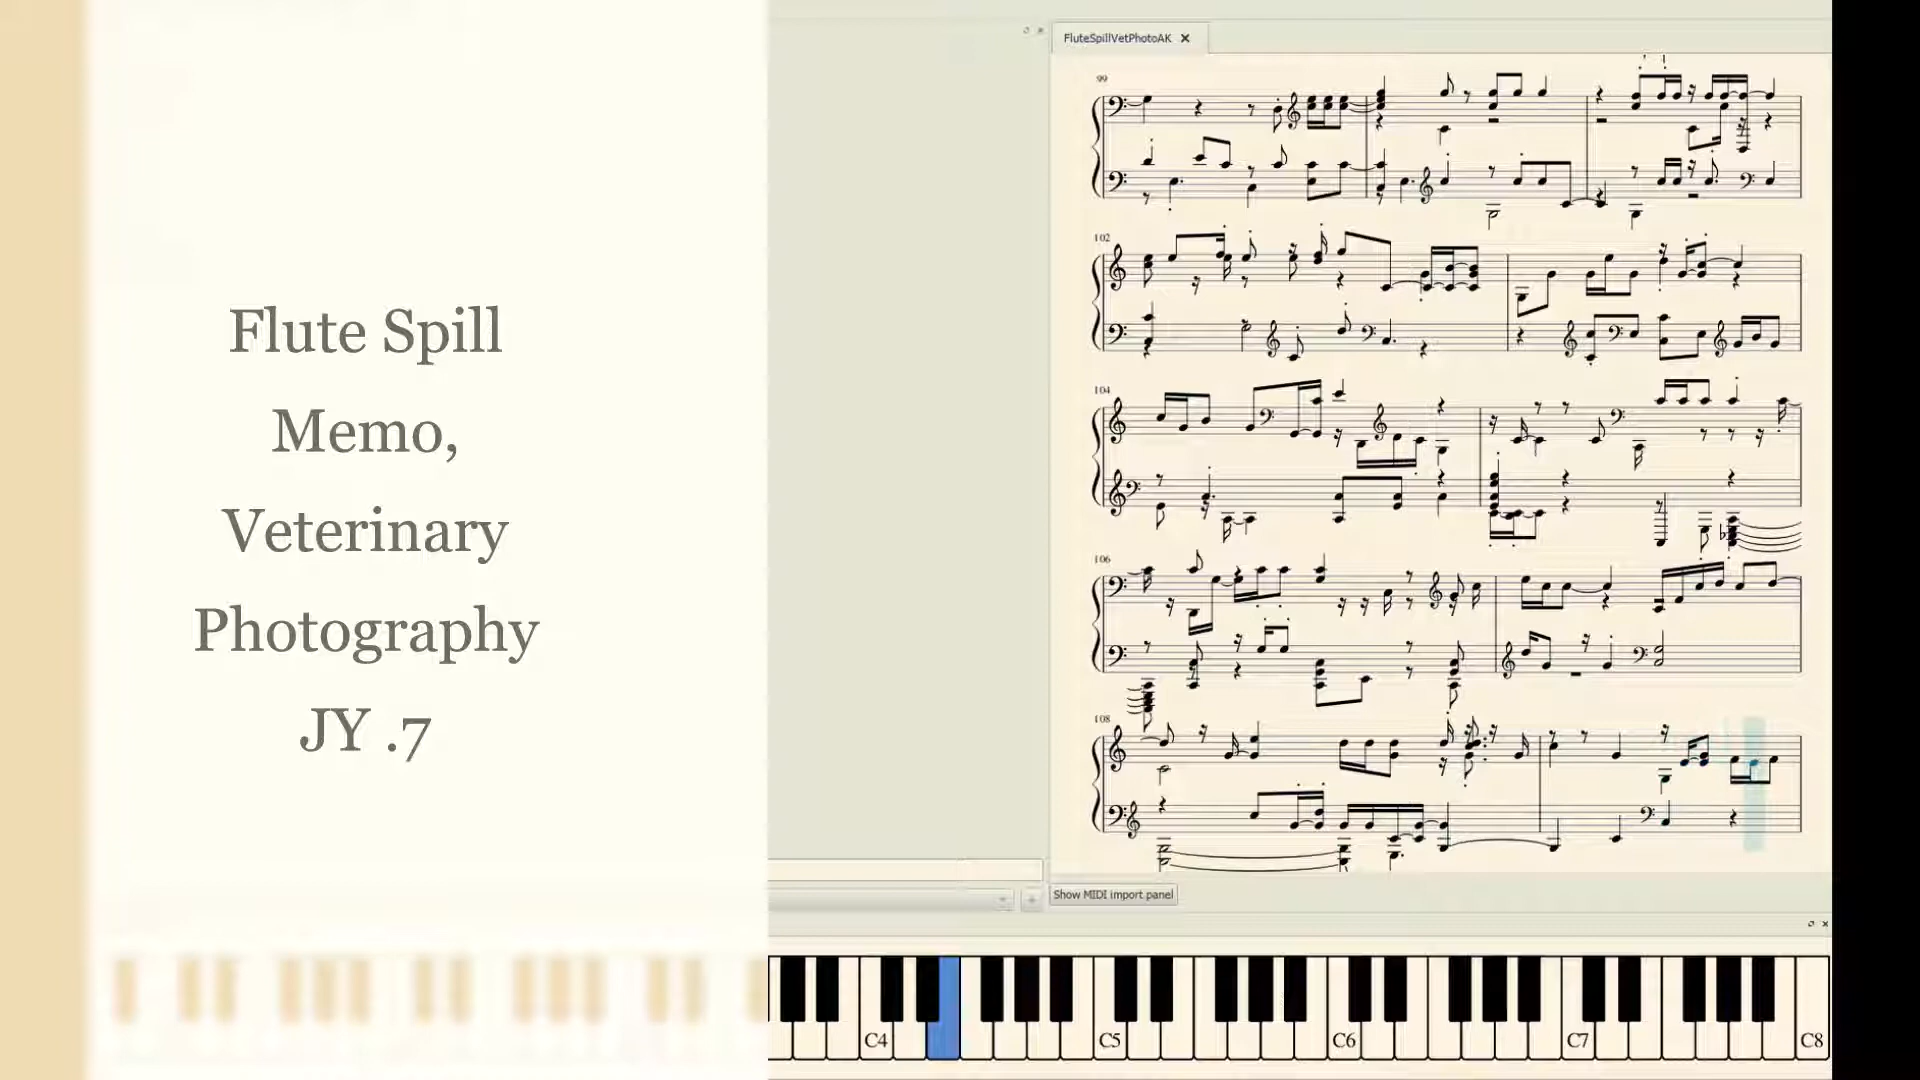 FluteSpillVetPhotoAK
Flute Spill
Memo,
Veterinary
Photography
JY .7
99
102
104
106
108
Show MIDI import panel
C4
C5
C6
C7
C8